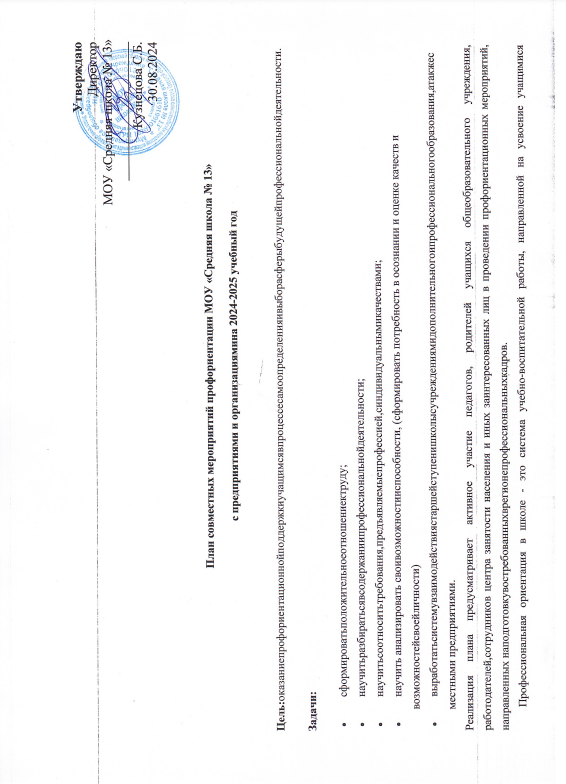 Утверждаю
Директор
МОУ «Средняя школа № 13»
Кузнецова С.Б.
30.08.2024
План совместных мероприятий профориентации МОУ «Средняя школа № 13»
с предприятиями и организациямина 2024-2025 учебный год
Цель:оказаниепрофориентационнойподдержкиучащимсявпроцессесамоопределенияивыборасферыбудущейпрофессиональнойдеятельности.
Задачи:
• сформироватьположительноеотношениектруду;
• научитьразбиратьсявсодержаниипрофессиональнойдеятельности;
• научитьсоотноситьтребования,предъявляемыепрофессией,синдивидуальнымикачествами;
• научить анализировать своивозможностииспособности, (сформировать потребность в осознании и оценке качеств и
возможностейсвоейличности)
• выработатьсистемувзаимодействиястаршейступенишколысучреждениямидополнительногоипрофессиональногообразования,атакжес
местными предприятиями.
Реализация плана предусматривает активное участие педагогов, родителей учащихся общеобразовательного учреждения,
работодателей,сотрудников центра занятости населения и иных заинтересованных лиц в проведении профориентационных мероприятий,
направленных наподготовкувостребованныхврегионепрофессиональныхкадров.
Профессиональная ориентация в школе - это система учебно-воспитательной работы, направленной на усвоение учащимися